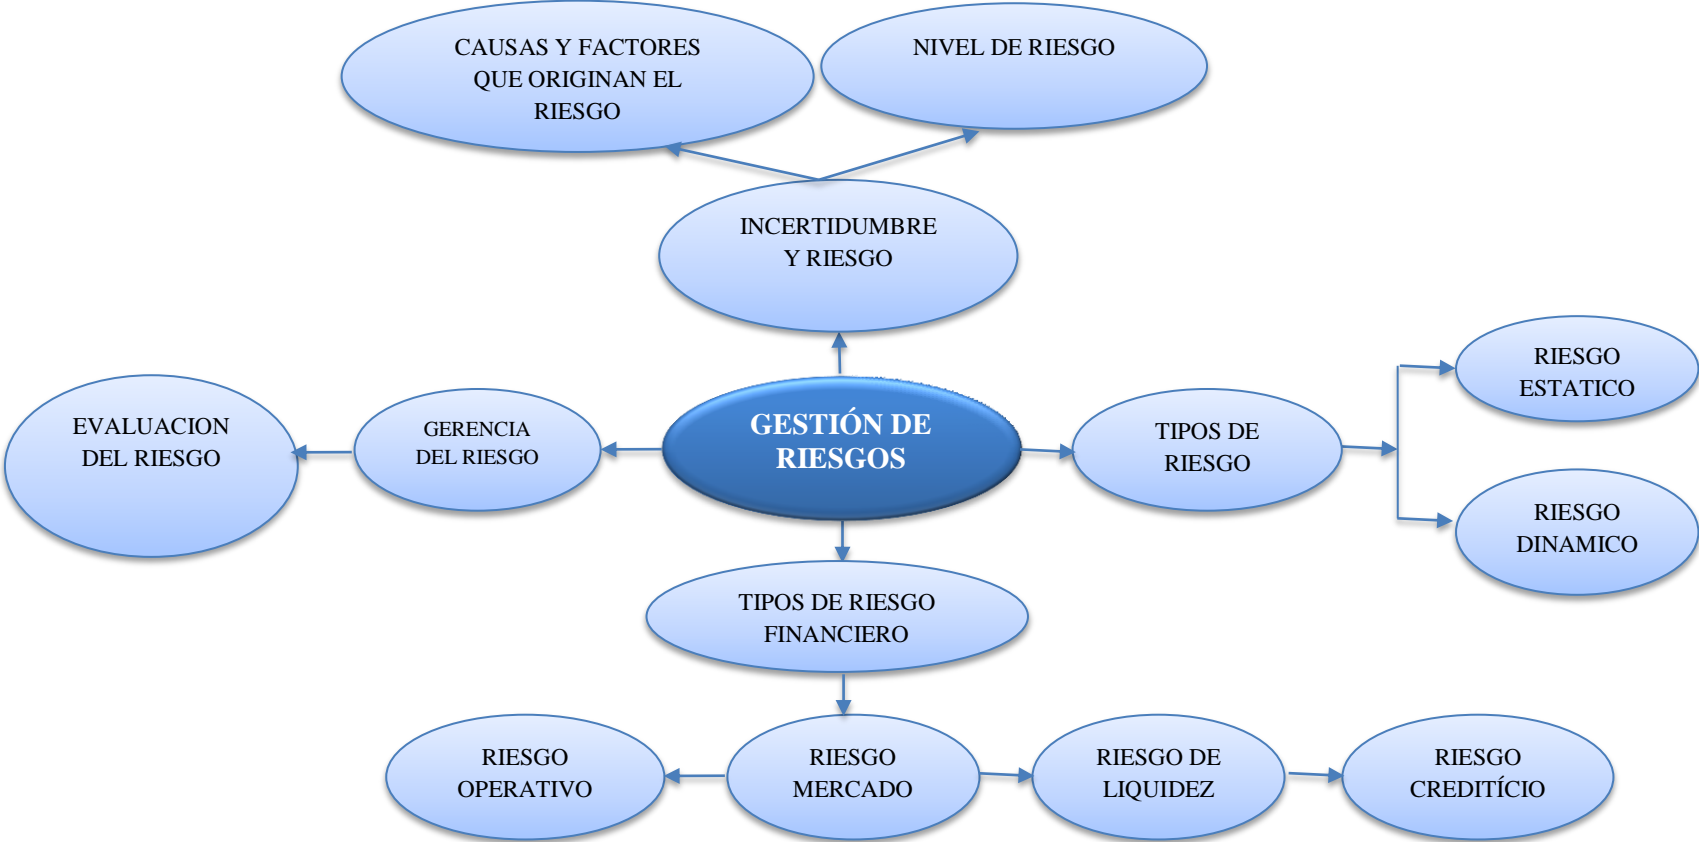 CAUSAS Y FACTORES
QUE ORIGINAN EL
RIESGO
NIVEL DE RIESGO
INCERTIDUMBRE
Y RIESGO
RIESGO
ESTATICO
EVALUACION
DEL RIESGO
GERENCIA
DEL RIESGO
GESTIÓN DE
RIESGOS
TIPOS DE
RIESGO
RIESGO
DINAMICO
TIPOS DE RIESGO
FINANCIERO
RIESGO
OPERATIVO
RIESGO
MERCADO
RIESGO DE
LIQUIDEZ
RIESGO
CREDITÍCIO